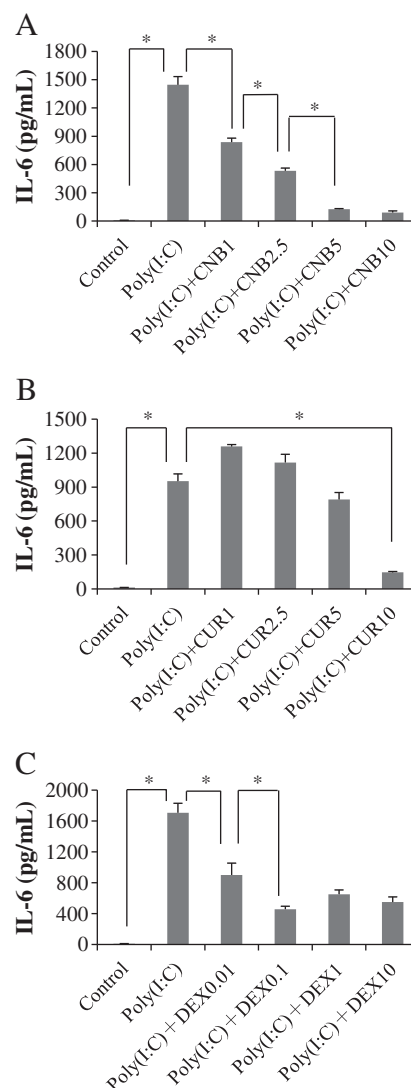 A
IL-6 (pg/mL)
1800
1500
1200
900
600
300
0
* * * *
Control
Poly(I:C)
Poly(I:C)+CNB1
Poly(I:C)+CNB2.5
Poly(I:C)+CNB5
Poly(I:C)+CNB10
B
IL-6 (pg/mL)
1500
1200
900
600
300
0
* *
Control
Poly(I:C)
Poly(I:C)+CUR1
Poly(I:C)+CUR2.5
Poly(I:C)+CUR5
Poly(I:C)+CUR10
C
IL-6 (pg/mL)
2000
1600
1200
800
400
0
* * *
Control
Poly(I:C)
Poly(I:C)+DEX0.01
Poly(I:C)+DEX0.1
Poly(I:C)+DEX1
Poly(I:C)+DEX10